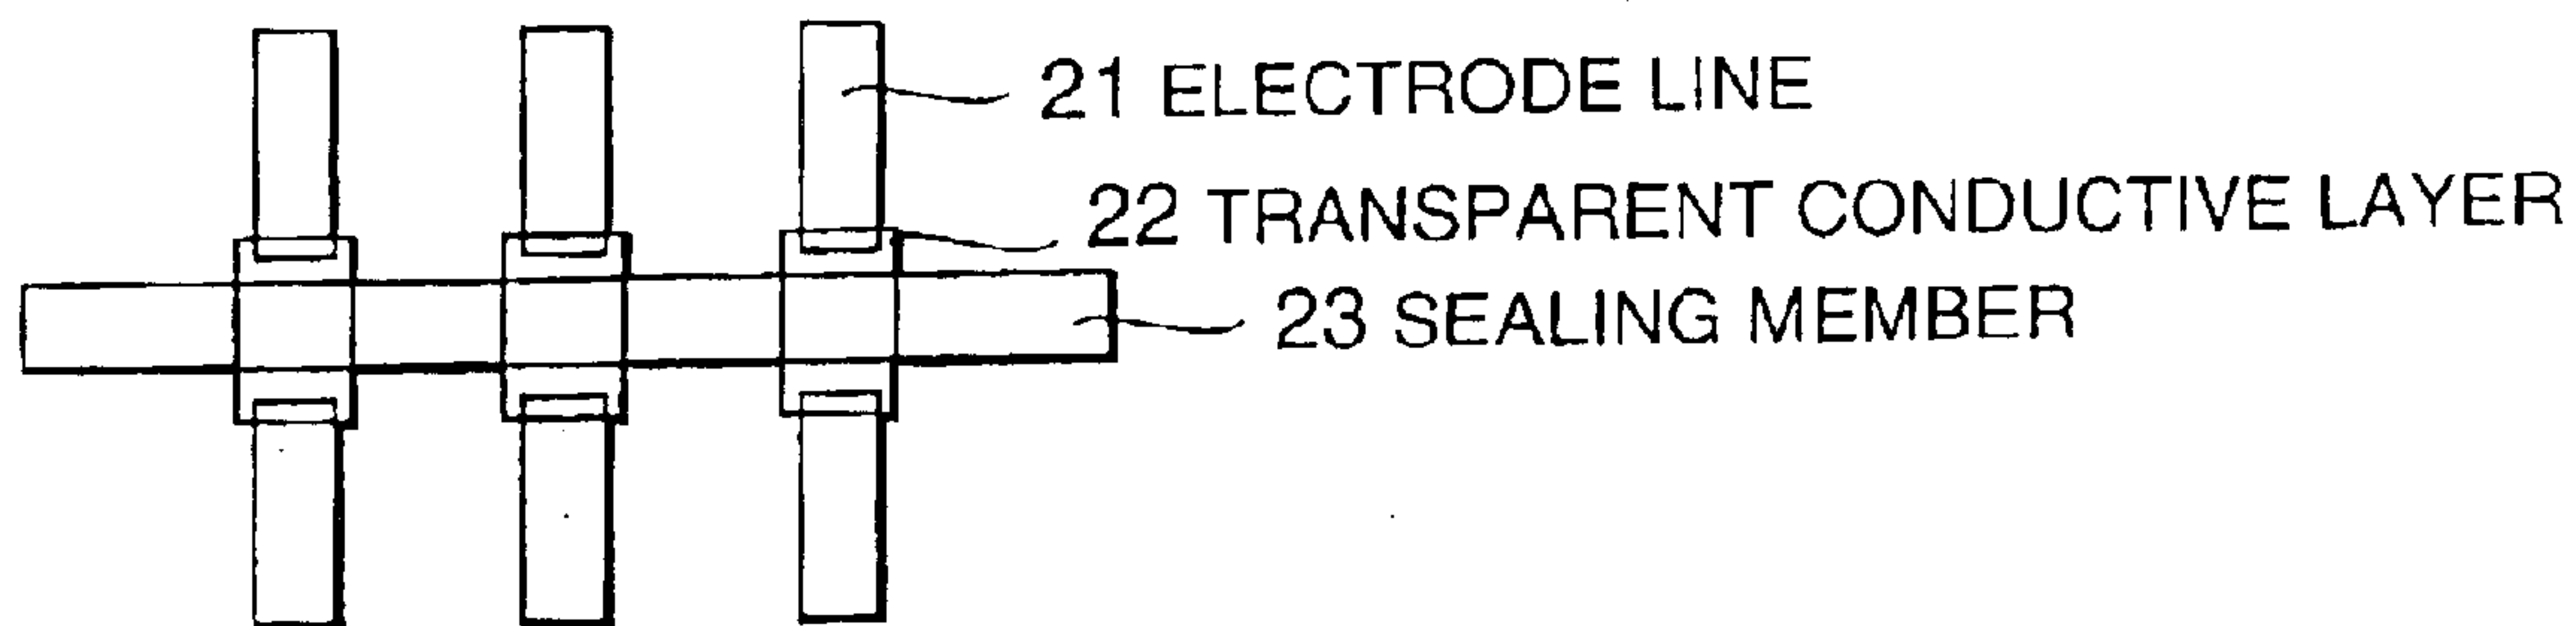 21 ELECTRODE LINE
22 TRANSPARENT CONDUCTIVE LAYER
23 SEALING MEMBER